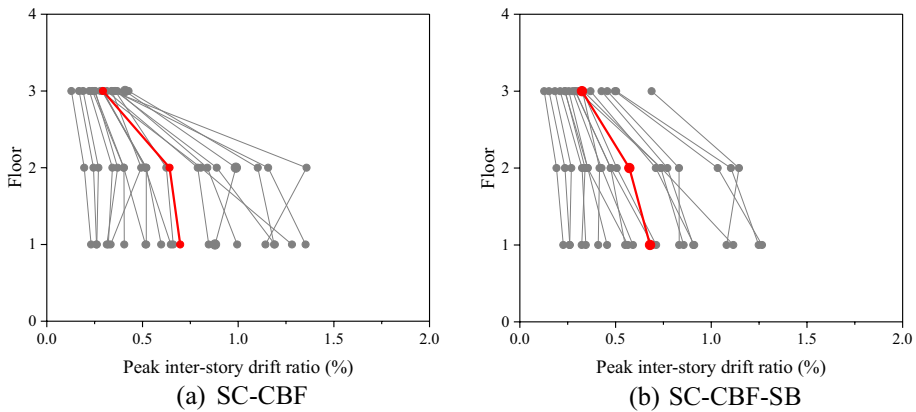 4
3
2
1
0
Floor
0.0 0.5 1.0 1.5 2.0
Peak inter-story drift ratio (%)
(a) SC-CBF
4
3
2
1
0
Floor
0.0 0.5 1.0 1.5 2.0
Peak inter-story drift ratio (%)
(b) SC-CBF-SB